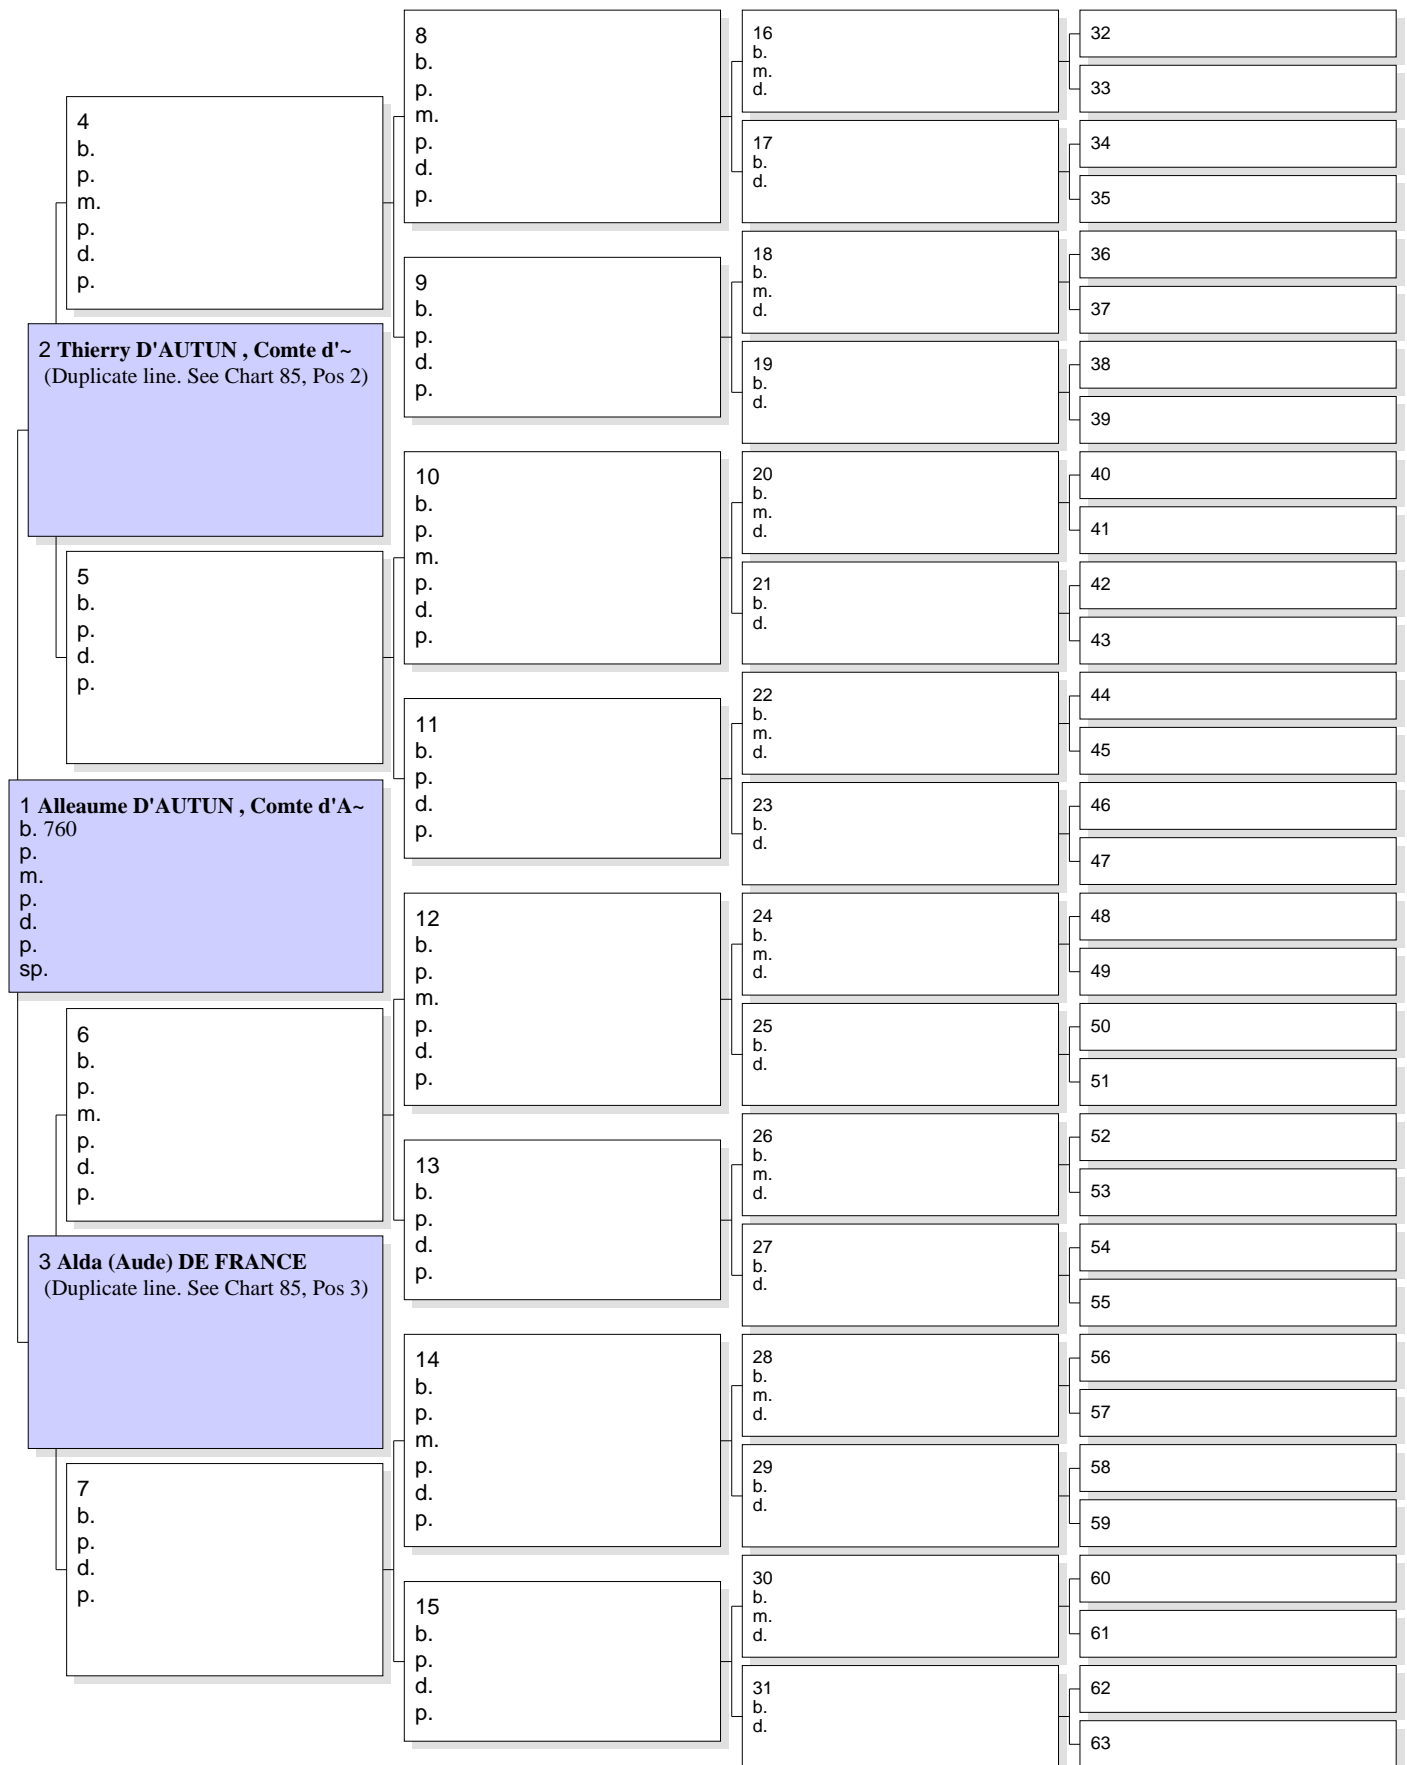 1 Alleaume D'AUTUN , Comte d'A~
b. 760
p.
m.
p.
d.
p.
sp.
2 Thierry D'AUTUN , Comte d'~
(Duplicate line. See Chart 85, Pos 2)
3 Alda (Aude) DE FRANCE
(Duplicate line. See Chart 85, Pos 3)
4
b.
p.
m.
p.
d.
p.
5
b.
p.
d.
p.
6
b.
p.
m.
p.
d.
p.
7
b.
p.
d.
p.
8
b.
p.
m.
p.
d.
p.
9
b.
p.
d.
p.
10
b.
p.
m.
p.
d.
p.
11
b.
p.
d.
p.
12
b.
p.
m.
p.
d.
p.
13
b.
p.
d.
p.
14
b.
p.
m.
p.
d.
p.
15
b.
p.
d.
p.
16
b.
m.
d.
17
b.
d.
18
b.
m.
d.
19
b.
d.
20
b.
m.
d.
21
b.
d.
22
b.
m.
d.
23
b.
d.
24
b.
m.
d.
25
b.
d.
26
b.
m.
d.
27
b.
d.
28
b.
m.
d.
29
b.
d.
30
b.
m.
d.
31
b.
d.
32
33
34
35
36
37
38
39
40
41
42
43
44
45
46
47
48
49
50
51
52
53
54
55
56
57
58
59
60
61
62
63